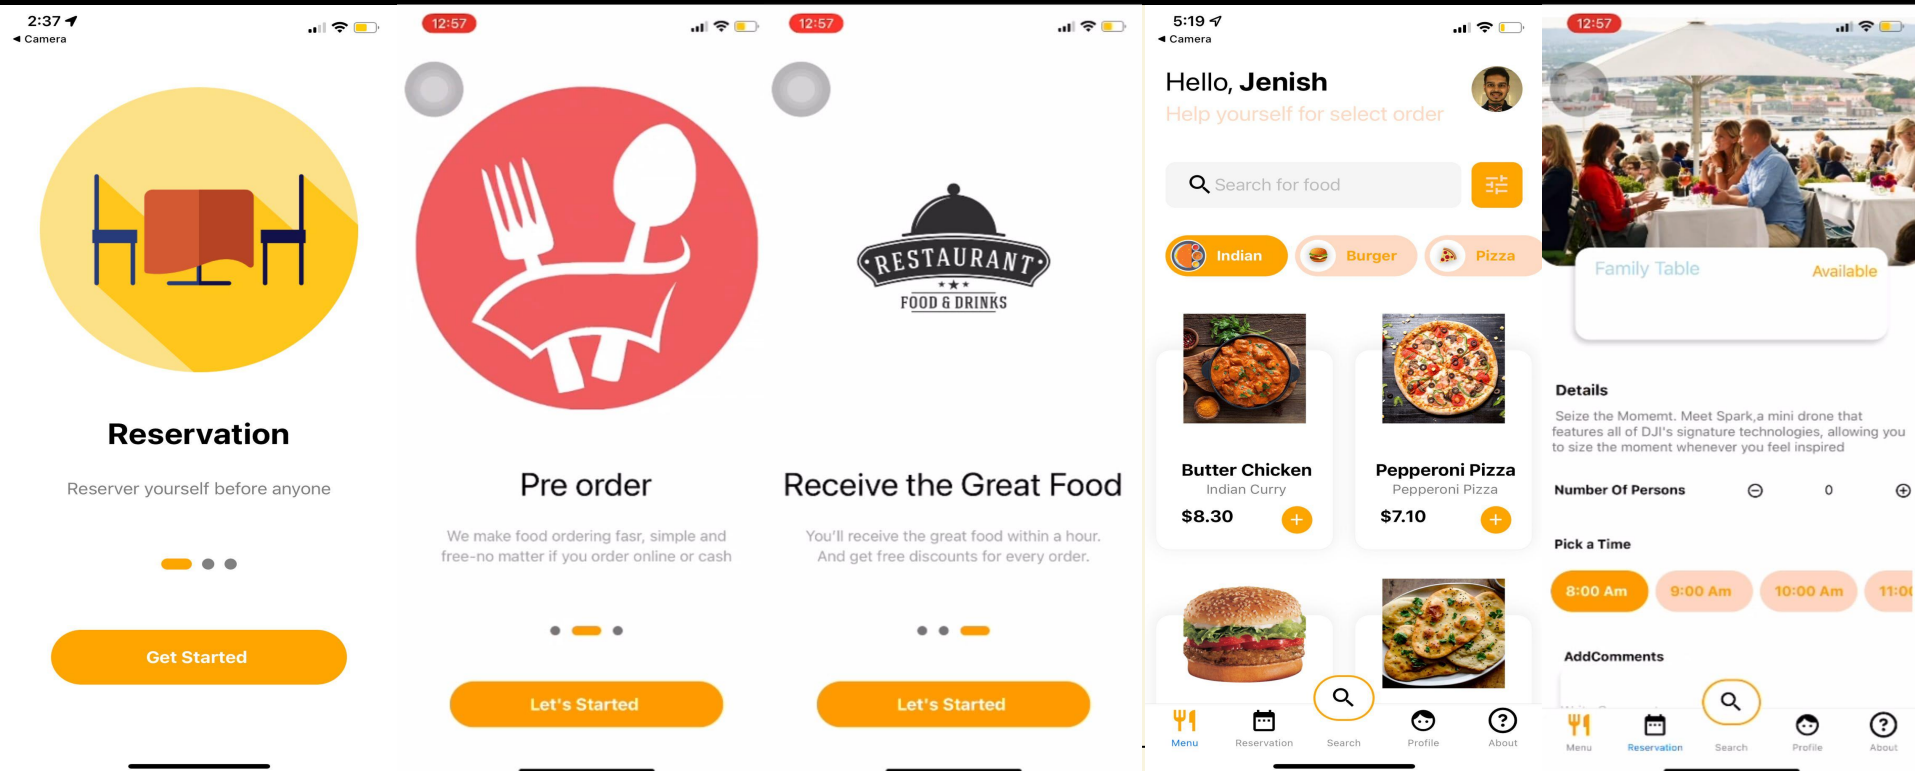 2:37
◄ Camera
Reservation
Reserver yourself before anyone
Get Started
12:57
Pre order
We make food ordering fasr, simple and
free-no matter if you order online or cash
Let's Started
12:57
RESTAURANT
FOOD & DRINKS
Receive the Great Food
You'll receive the great food within a hour.
And get free discounts for every order.
Let's Started
5:19
◄ Camera
Hello, Jenish
Help yourself for select order
Search for food
Indian Burger Pizza
Butter Chicken
Indian Curry
$8.30
Pepperoni Pizza
Pepperoni Pizza
$7.10
Menu Reservation Search Profile About
12:57
Family Table Available
Details
Seize the Momemt. Meet Spark,a mini drone that
features all of DJI's signature technologies, allowing you
to size the moment whenever you feel inspired
Number Of Persons 0
Pick a Time
8:00 Am 9:00 Am 10:00 Am 11:00
AddComments
Menu Reservation Search Profile About